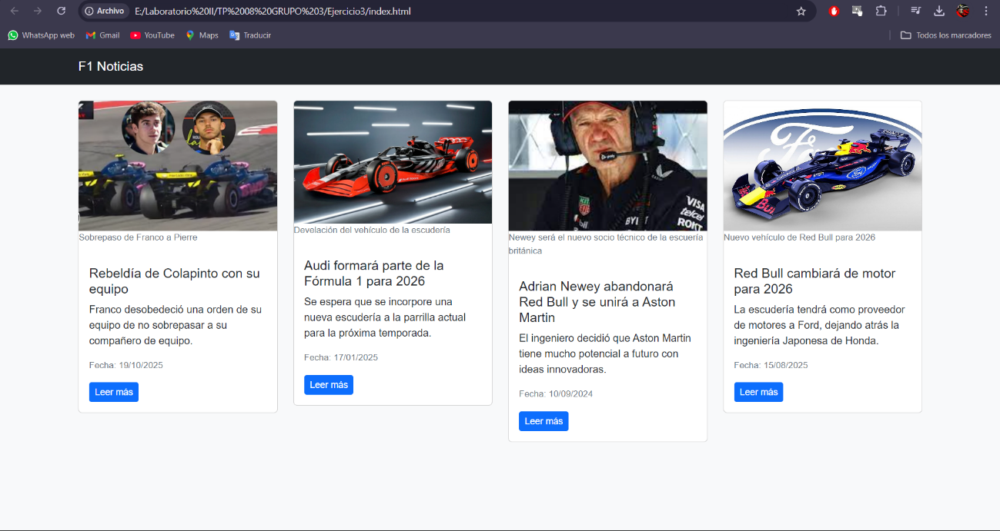 Archivo
E:/Laboratorio%20II/TP%2008%20GRUPO%203/Ejercicio3/index.html
WhatsApp web
Gmail
YouTube
Maps
Traducir
Todos los marcadores
F1 Noticias
Sobrepaso de Franco a Pierre
Rebeldía de Colapinto con su
equipo
Franco desobedeció una orden de su
equipo de no sobrepasar a su
compañero de equipo.
Fecha: 19/10/2025
Leer más
Develación del vehículo de la escudería
Audi formará parte de la
Fórmula 1 para 2026
Se espera que se incorpore una
nueva escudería a la parrilla actual
para la próxima temporada.
Fecha: 17/01/2025
Leer más
VISA
telcel
ROKT
Newey será el nuevo socio técnico de la escuería
británica
Adrian Newey abandonará
Red Bull y se unirá a Aston
Martin
El ingeniero decidió que Aston Martin
tiene mucho potencial a futuro con
ideas innovadoras.
Fecha: 10/09/2024
Leer más
Nuevo vehículo de Red Bull para 2026
Red Bull cambiará de motor
para 2026
La escudería tendrá como proveedor
de motores a Ford, dejando atrás la
ingeniería Japonesa de Honda.
Fecha: 15/08/2025
Leer más